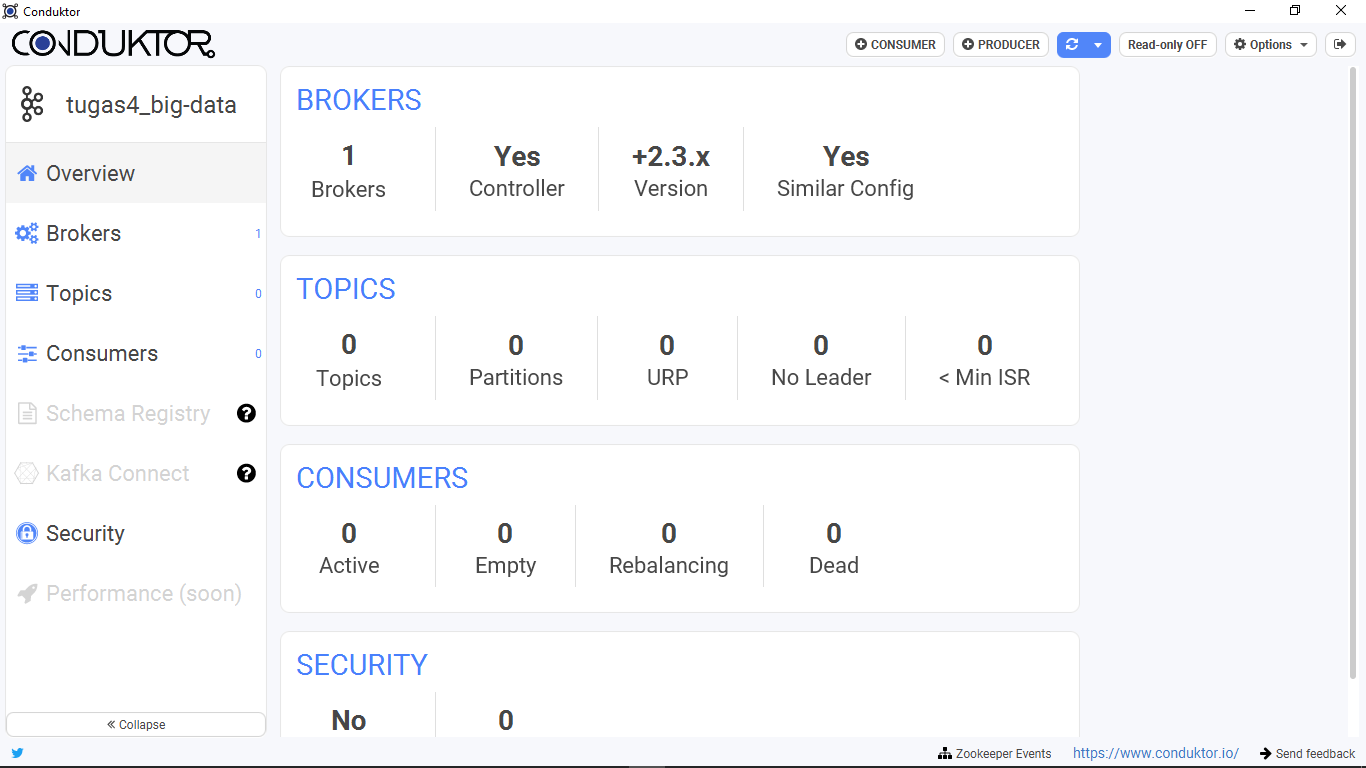 Conduktor
CONDUKTOR
CONSUMER
PRODUCER
Read-only OFF
Options
tugas4_big-data
Overview
Brokers 1
Topics 0
Consumers 0
Schema Registry ?
Kafka Connect ?
Security
Performance (soon)
« Collapse
BROKERS
1 Yes +2.3.x Yes
Brokers Controller Version Similar Config
TOPICS
0 0 0 0 0
Topics Partitions URP No Leader < Min ISR
CONSUMERS
0 0 0 0
Active Empty Rebalancing Dead
SECURITY
No 0
Zookeeper Events https://www.conduktor.io/ Send feedback